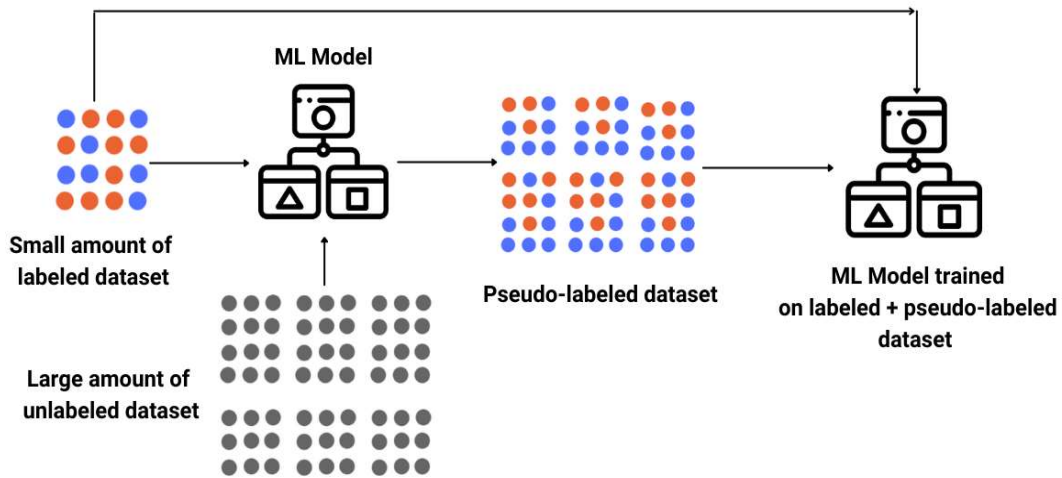 ML Model
Small amount of
labeled dataset
Large amount of
unlabeled dataset
Pseudo-labeled dataset
ML Model trained
on labeled + pseudo-labeled
dataset